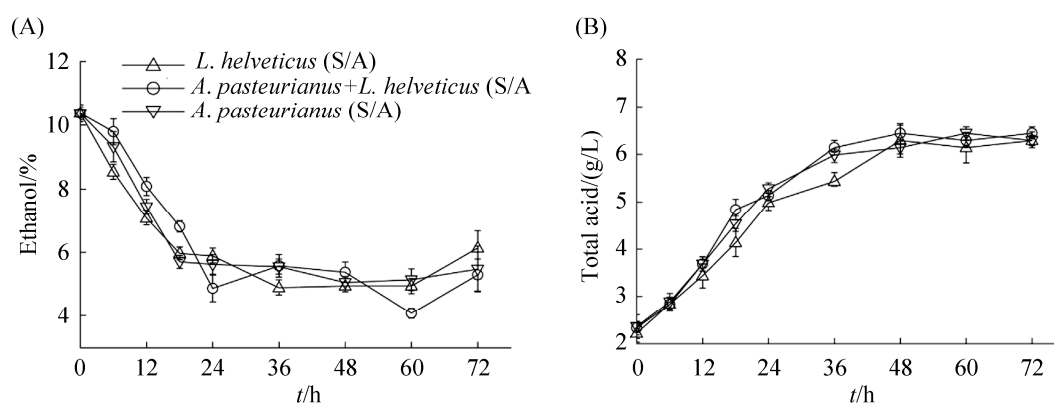 (A)
Ethanol/%
12
10
8
6
4
L. helveticus (S/A)
A. pasteurianus+L. helveticus (S/A
A. pasteurianus (S/A)
0 12 24 36 48 60 72
t/h
(B)
Total acid/(g/L)
8
7
6
5
4
3
2
0 12 24 36 48 60 72
t/h